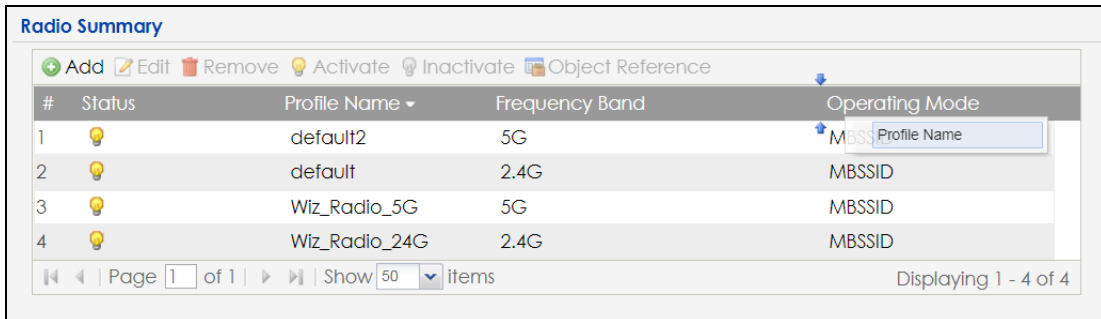 Radio Summary
Add Edit Remove Activate Inactivate Object Reference
# Status Profile Name Frequency Band Operating Mode
1 default2 5G MBSSID Profile Name
2 default 2.4G MBSSID
3 Wiz_Radio_5G 5G MBSSID
4 Wiz_Radio_24G 2.4G MBSSID
Page 1 of 1 Show 50 items Displaying 1 - 4 of 4